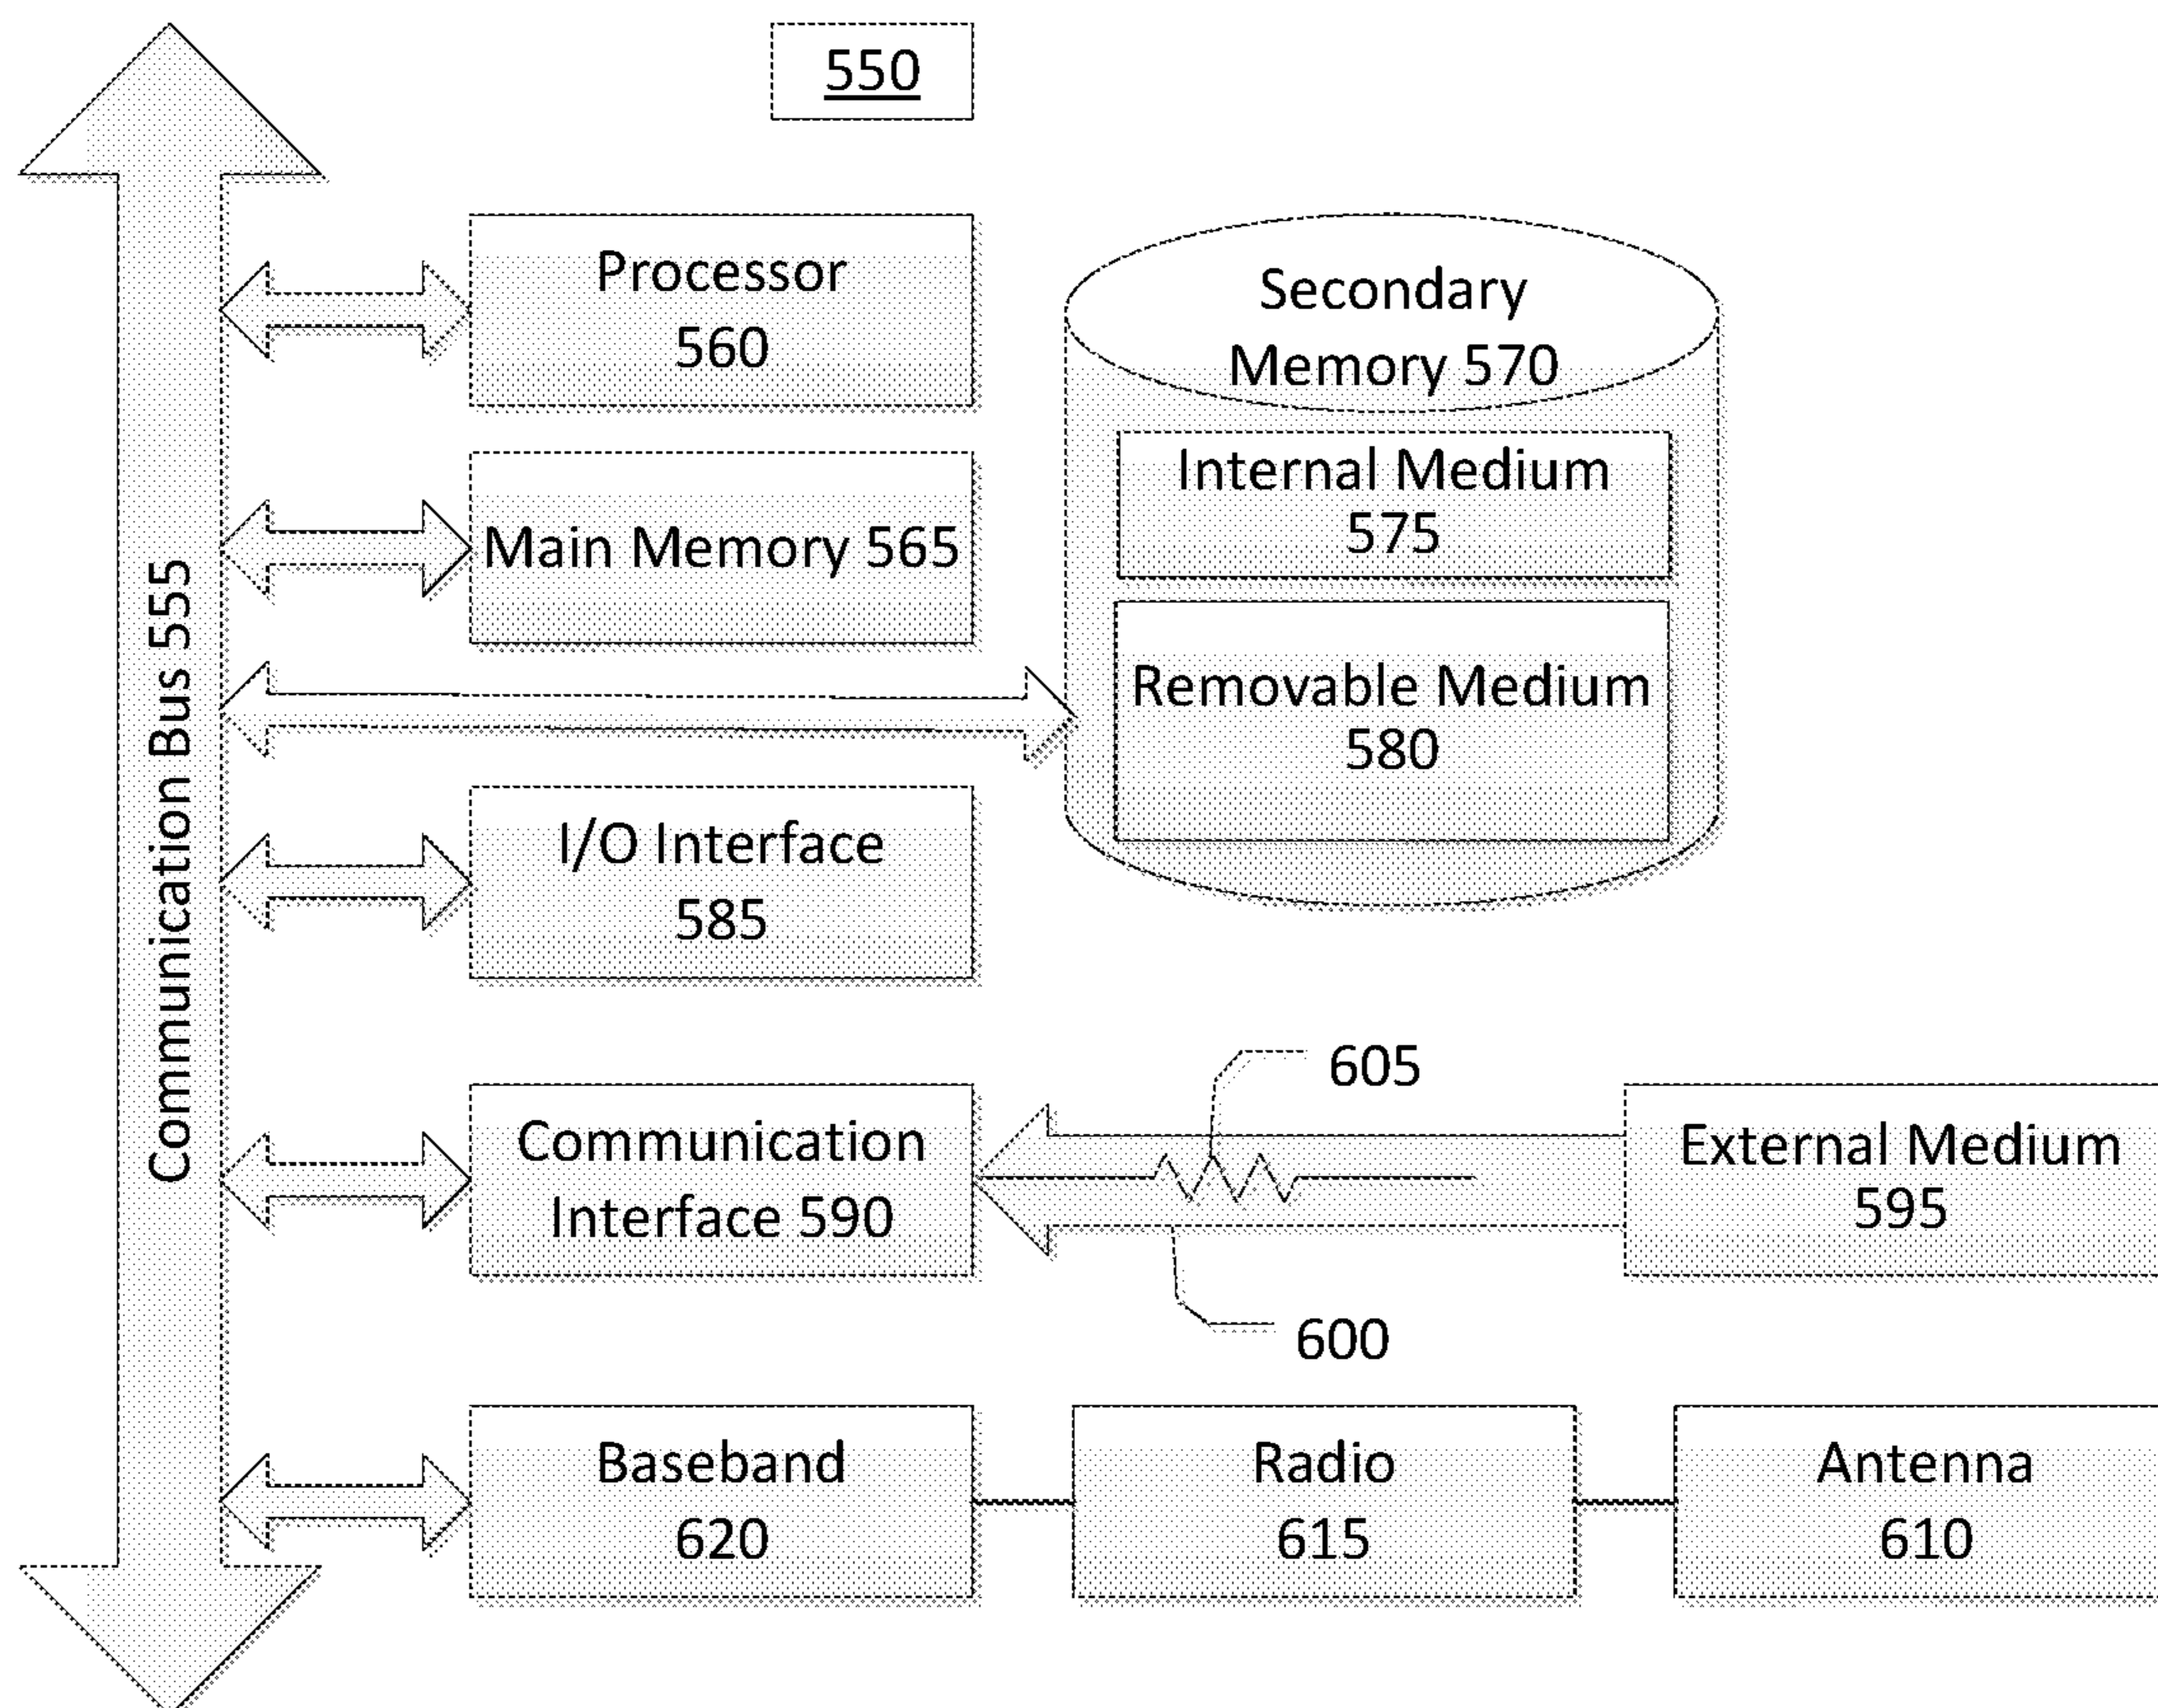 550
Communication Bus 555
Processor
560
Main Memory 565
Secondary
Memory 570
Internal Medium
575
Removable Medium
580
I/O Interface
585
Communication
Interface 590
605
600
External Medium
595
Baseband
620
Radio
615
Antenna
610